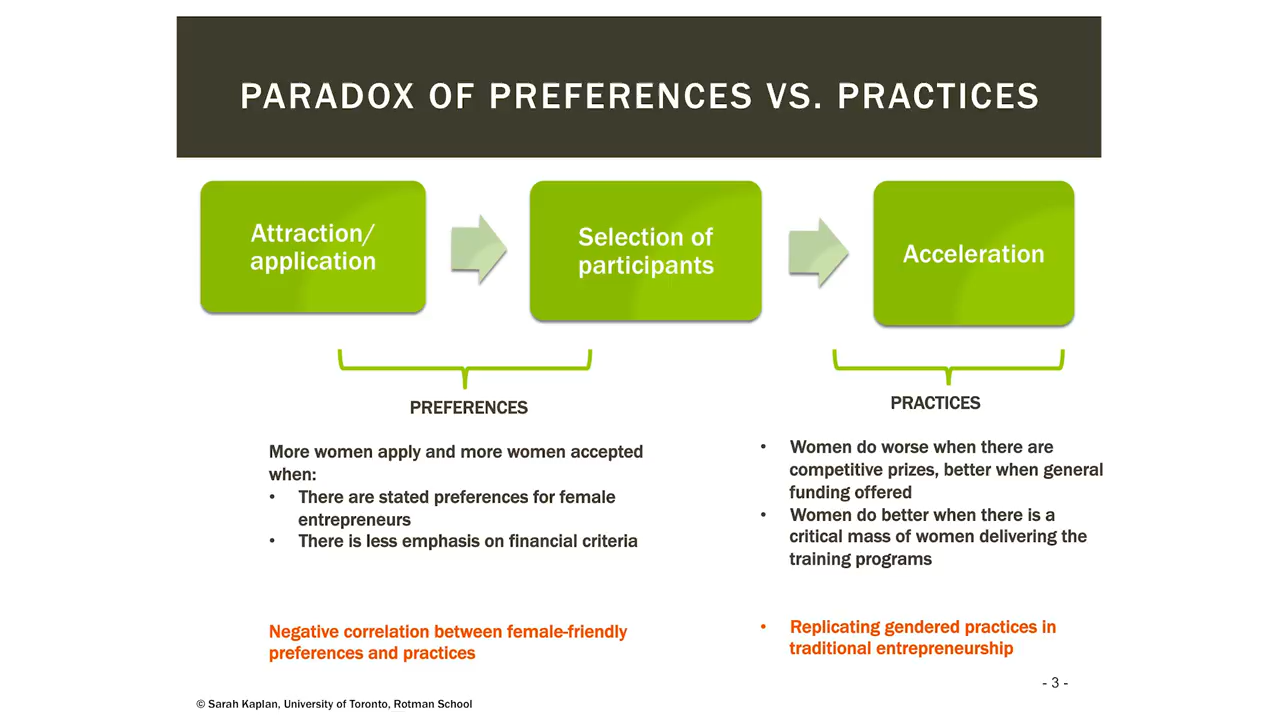 PARADOX OF PREFERENCES VS. PRACTICES
Attraction/
application
Selection of
participants
Acceleration
PREFERENCES
More women apply and more women accepted
when:
• There are stated preferences for female
entrepreneurs
• There is less emphasis on financial criteria
Negative correlation between female-friendly
preferences and practices
PRACTICES
• Women do worse when there are
competitive prizes, better when general
funding offered
• Women do better when there is a
critical mass of women delivering the
training programs
• Replicating gendered practices in
traditional entrepreneurship
- 3 -
© Sarah Kaplan, University of Toronto, Rotman School